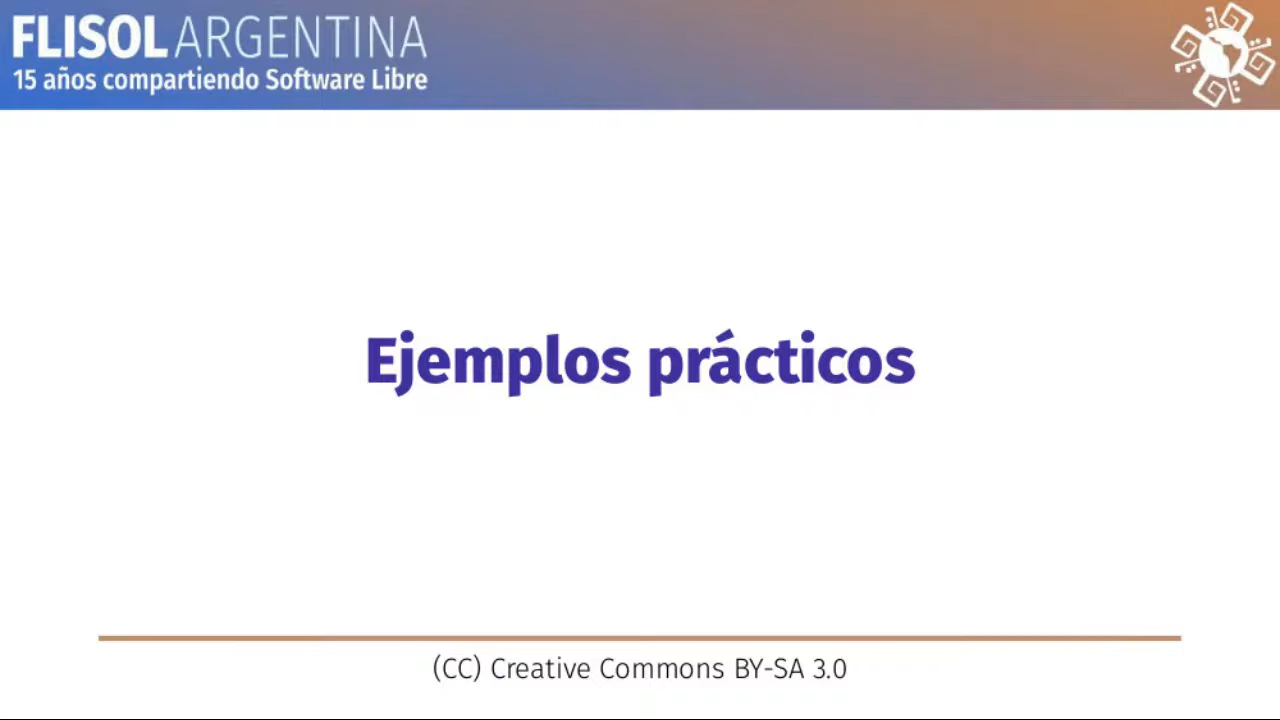 FLISOL ARGENTINA
15 años compartiendo Software Libre
Ejemplos prácticos
(CC) Creative Commons BY-SA 3.0